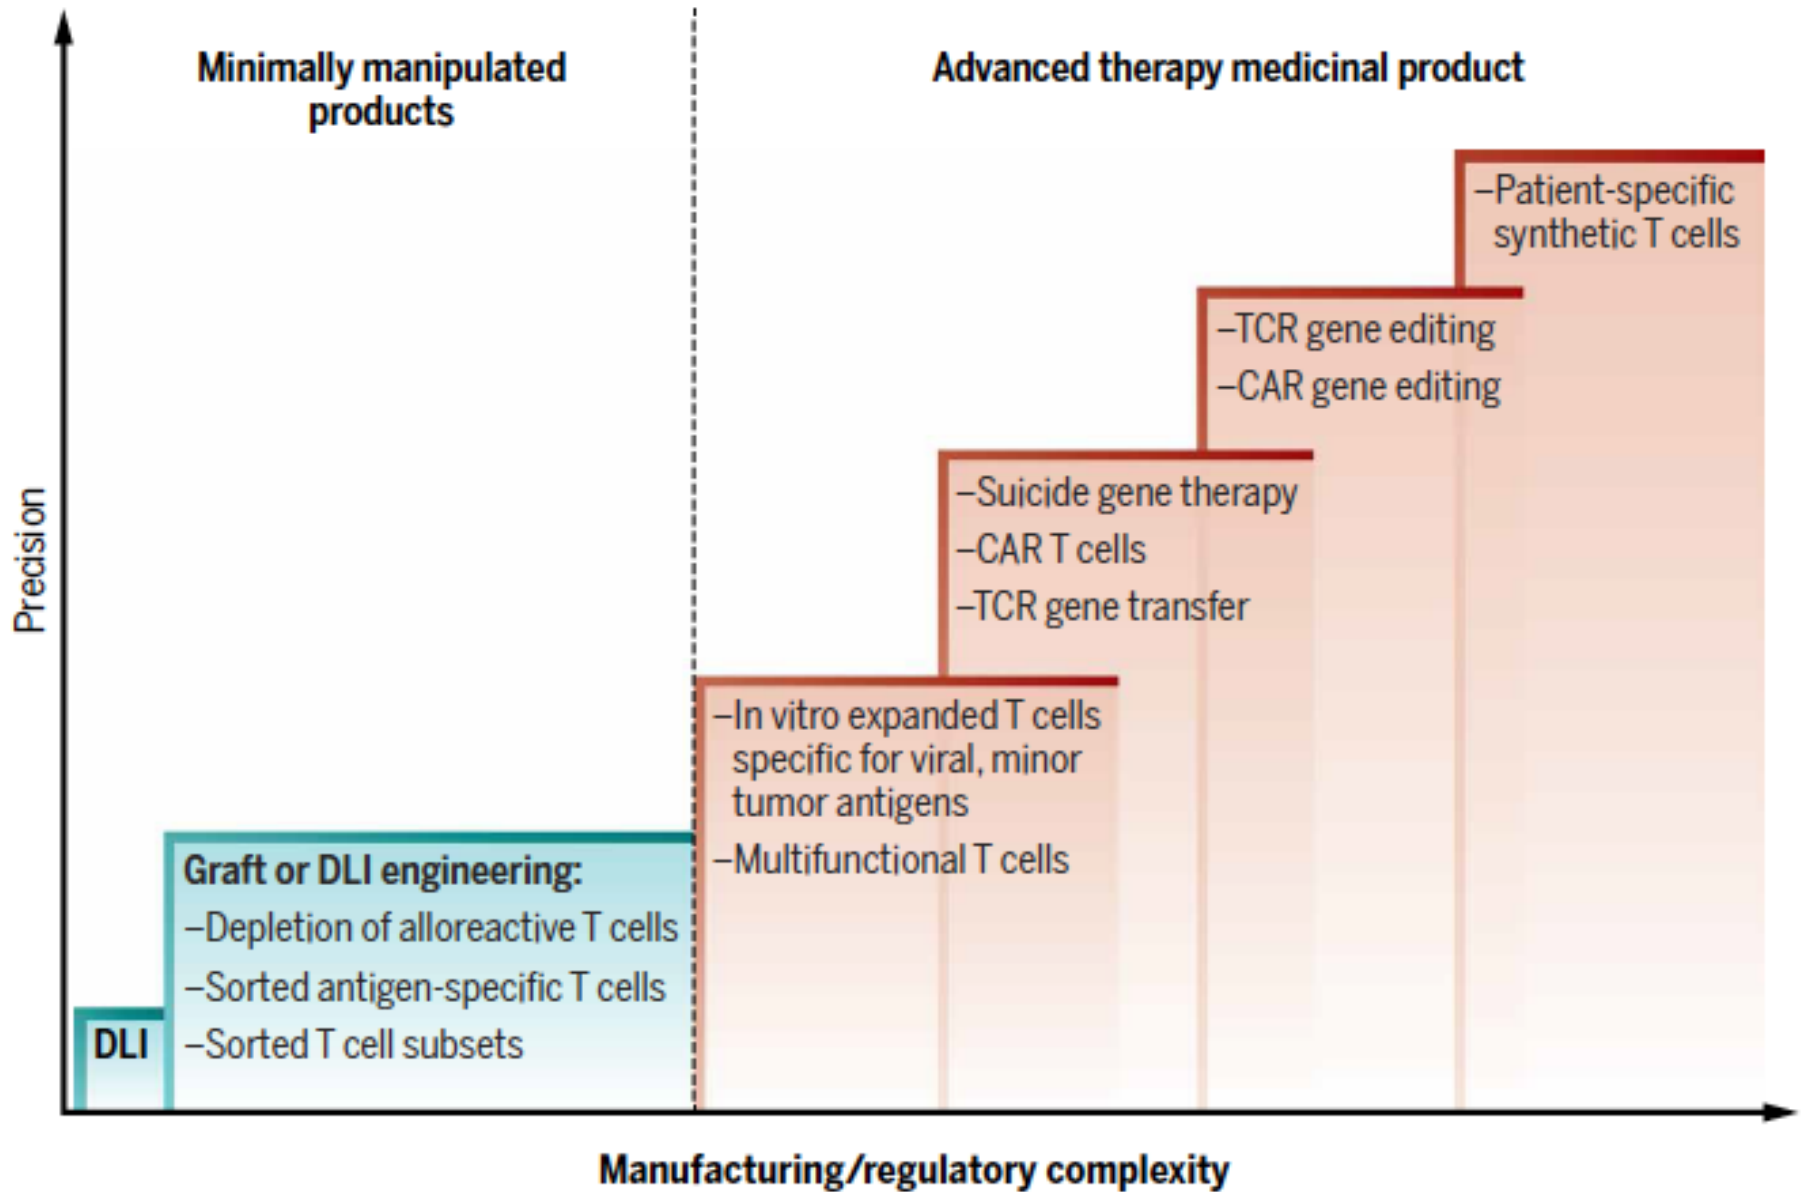 Minimally manipulated
products
Advanced therapy medicinal product
–Patient-specific
synthetic T cells
–TCR gene editing
–CAR gene editing
–Suicide gene therapy
–CAR T cells
–TCR gene transfer
–In vitro expanded T cells
specific for viral, minor
tumor antigens
–Multifunctional T cells
Graft or DLI engineering:
–Depletion of alloreactive T cells
–Sorted antigen-specific T cells
–Sorted T cell subsets
DLI
Precision
Manufacturing/regulatory complexity